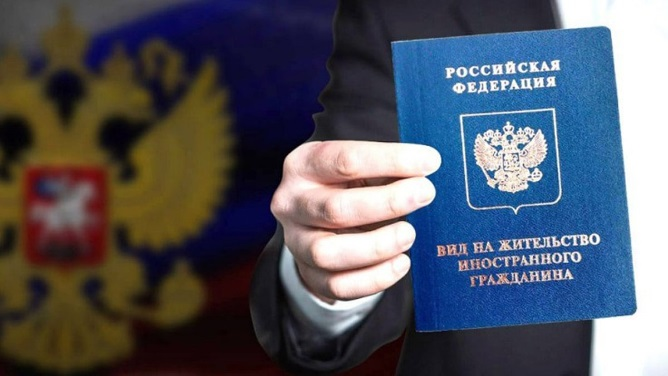 РОССИЙСКАЯ
ФЕДЕРАЦИЯ
ВИД НА ЖИТЕЛЬСТВО
ИНОСТРАННОГО
ГРАЖДАНИНА